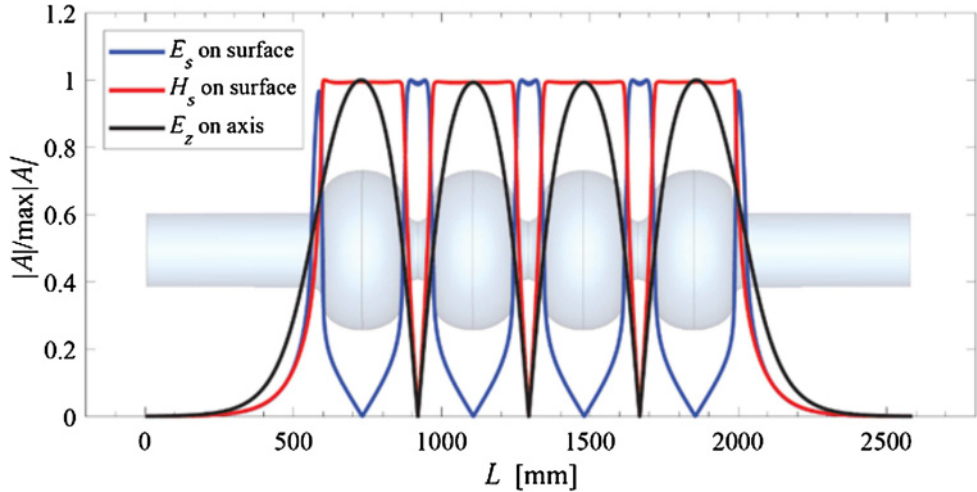 1.2
1
0.8
0.6
0.4
0.2
0
|A|/max|A|
E_s on surface
H_s on surface
E_z on axis
0 500 1000 1500 2000 2500
L [mm]